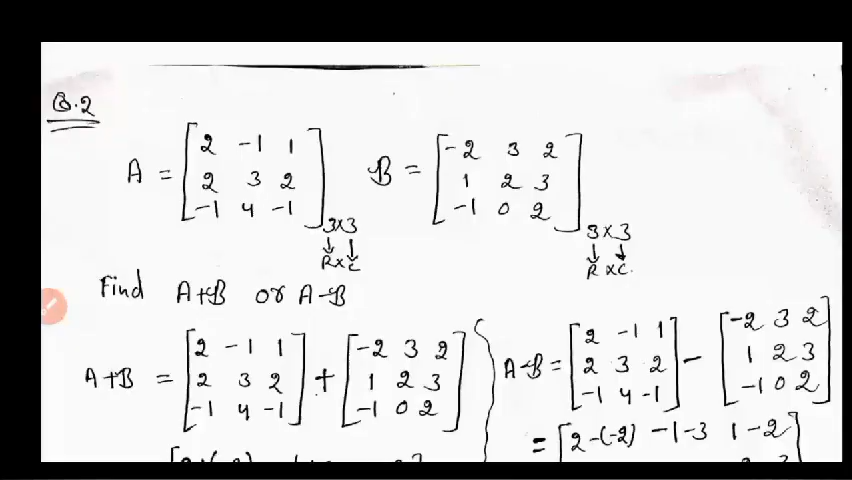 Q.2
A = [2 -1 1
2 3 2
-1 4 -1]3×3
B = [-2 3 2
1 2 3
-1 0 2]3×3
↓ ↓
R×C
↓ ↓
R×C.
Find A+B or A-B
A+B = [2 -1 1
2 3 2
-1 4 -1] + [-2 3 2
1 2 3
-1 0 2]
A-B = [2 -1 1
2 3 2
-1 4 -1] - [-2 3 2
1 2 3
-1 0 2]
= [2-(-2) -1-3 1-2